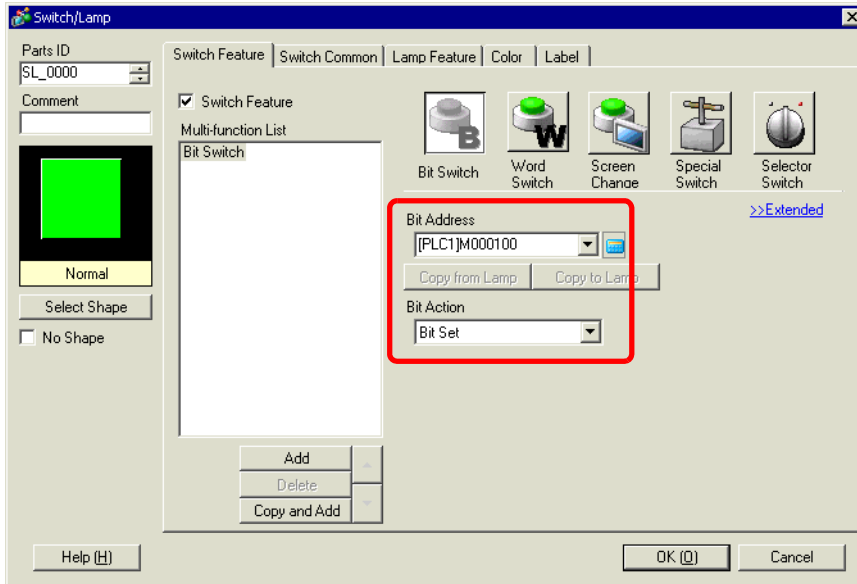 Switch/Lamp
Parts ID
SL_0000
Comment
Normal
Select Shape
No Shape
Switch Feature Switch Common Lamp Feature Color Label
Switch Feature
Multi-function List
Bit Switch
Add
Delete
Copy and Add
B
W
Bit Switch
Word Switch
Screen Change
Special Switch
Selector Switch
>>Extended
Bit Address
[PLC1]M000100
Copy from Lamp Copy to Lamp
Bit Action
Bit Set
Help (H)
OK (O)
Cancel